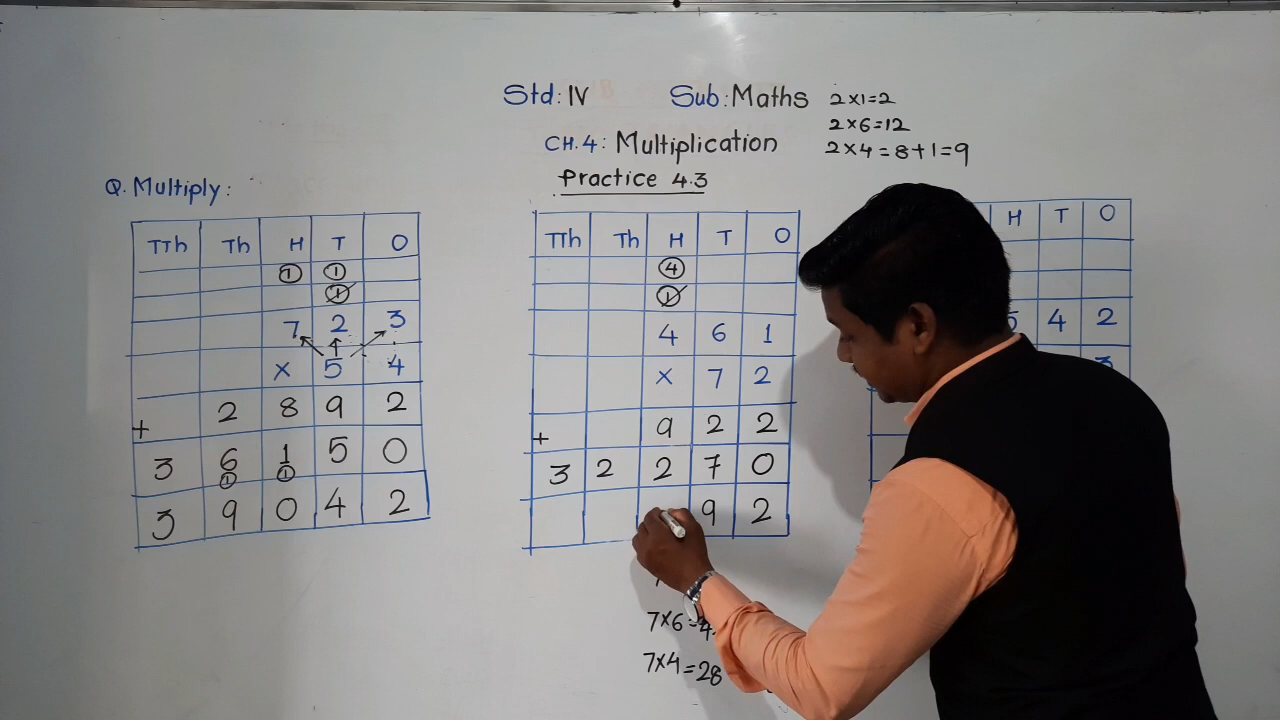 Std: IV Sub: Maths
CH.4: Multiplication
Practice 4.3
2×1=2
2×6=12
2×4=8+1=9
Q. Multiply:
TTh Th H T O
1 1
1
7 2 3
× 5 4
+ 2 8 9 2
3 6 1 5 0
1 1
3 9 0 4 2
TTh Th H T O
4
1
4 6 1
× 7 2
+ 9 2 2
3 2 2 7 0
9 2
7×6=4
7×4=28
H T O
5 4 2
3